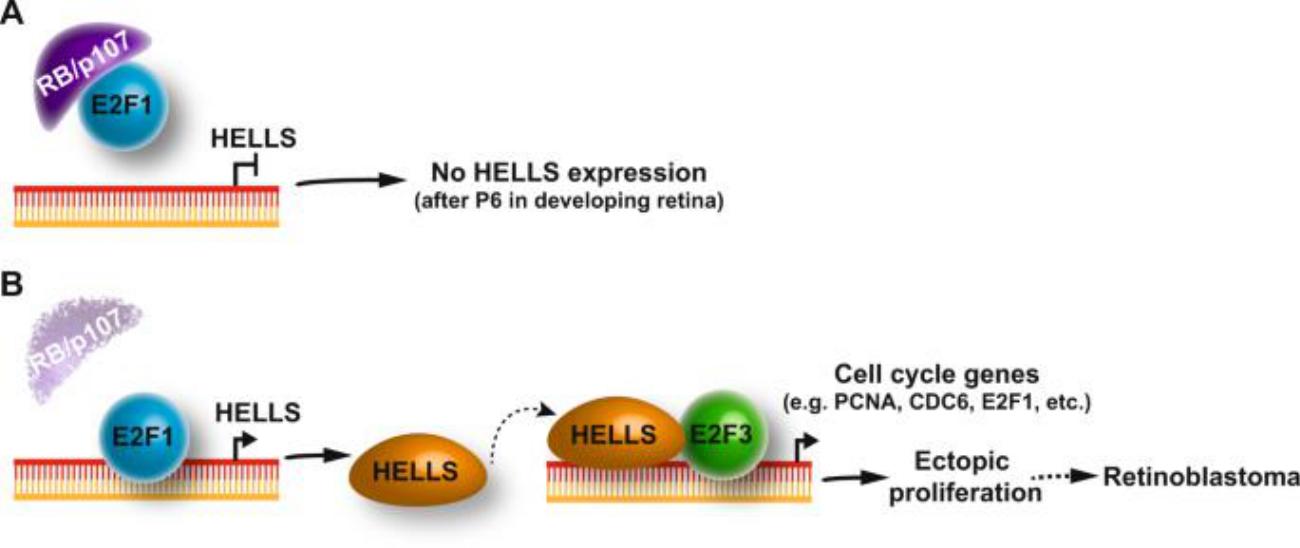 A
RB/p107
E2F1
HELLS
No HELLS expression
(after P6 in developing retina)
B
RB/p107
E2F1
HELLS
HELLS
HELLS
E2F3
Cell cycle genes
(e.g. PCNA, CDC6, E2F1, etc.)
Ectopic
proliferation
Retinoblastoma